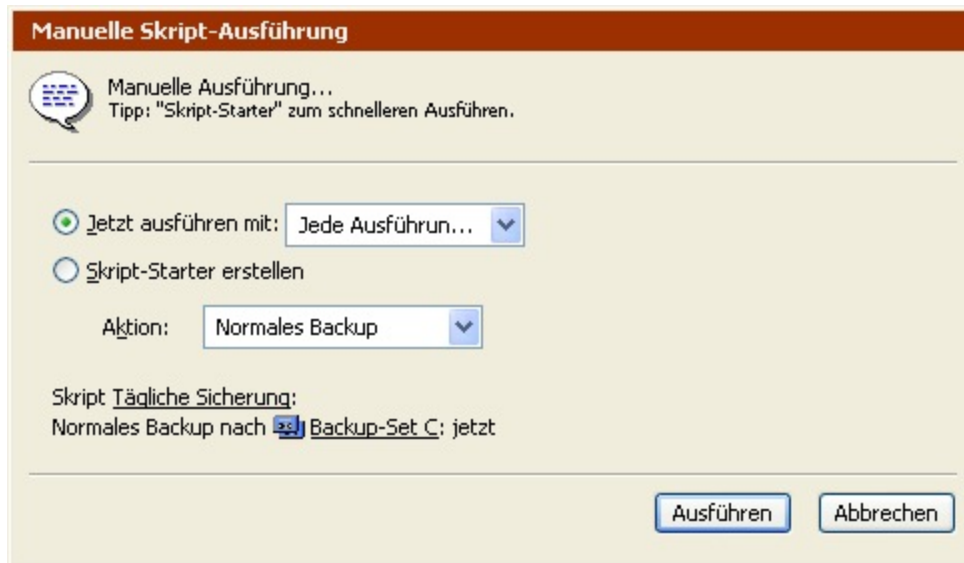 Manuelle Skript-Ausführung
Manuelle Ausführung...
Tipp: "Skript-Starter" zum schnelleren Ausführen.
Jetzt ausführen mit: Jede Ausführun...
Skript-Starter erstellen
Aktion: Normales Backup
Skript Tägliche Sicherung:
Normales Backup nach Backup-Set C: jetzt
Ausführen Abbrechen